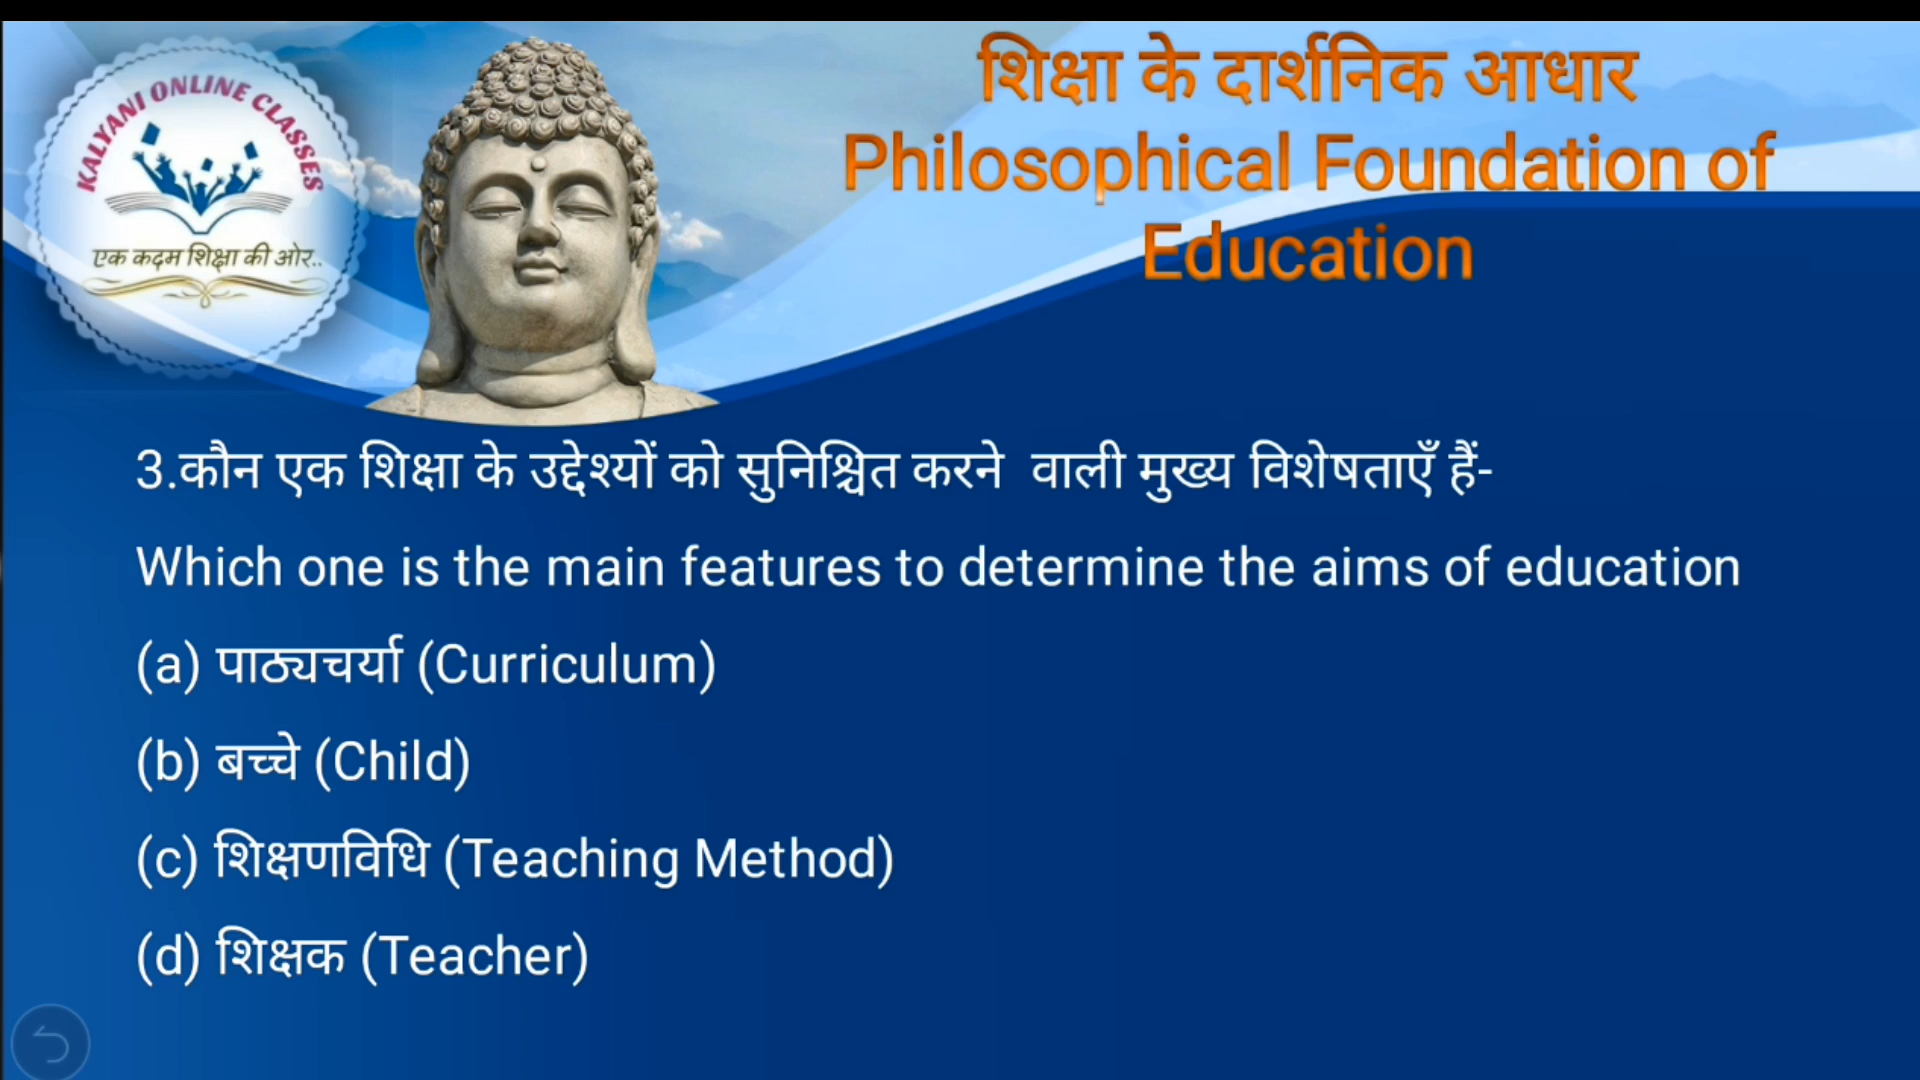 KALYANI ONLINE CLASSES
एक कदम शिक्षा की ओर..
शिक्षा के दार्शनिक आधार
Philosophical Foundation of
Education
3.कौन एक शिक्षा के उद्देश्यों को सुनिश्चित करने वाली मुख्य विशेषताएँ हैं-
Which one is the main features to determine the aims of education
(a) पाठ्यचर्या (Curriculum)
(b) बच्चे (Child)
(c) शिक्षणविधि (Teaching Method)
(d) शिक्षक (Teacher)